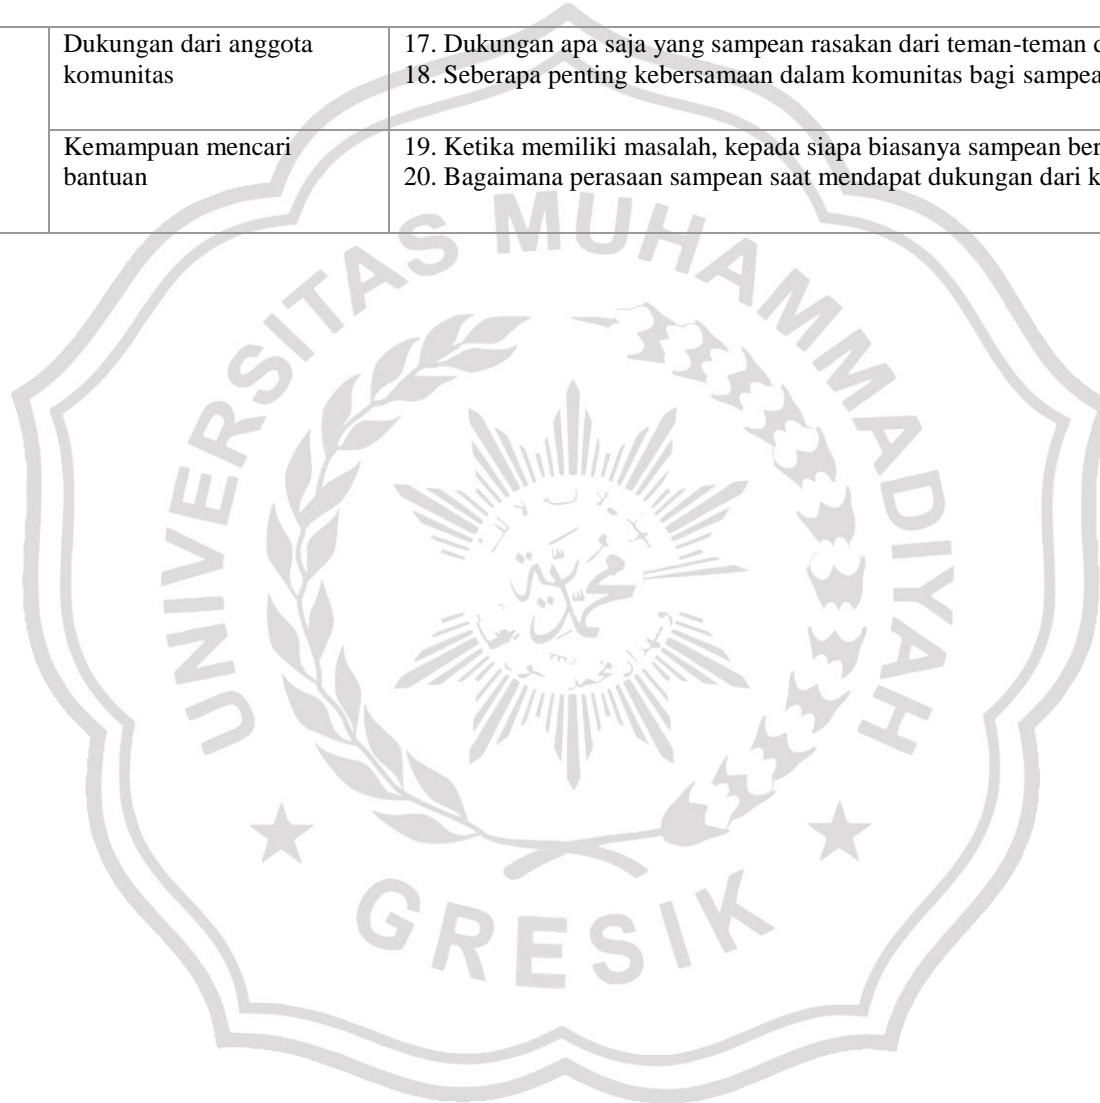 Dukungan dari anggota
komunitas
17. Dukungan apa saja yang sampean rasakan dari teman-teman
18. Seberapa penting kebersamaan dalam komunitas bagi
Kemampuan mencari
bantuan
19. Ketika memiliki masalah, kepada siapa biasanya sampean
20. Bagaimana perasaan sampean saat mendapat dukungan dari
UNIVERSITAS MUHAMMADIYAH
محمدية
GRESIK